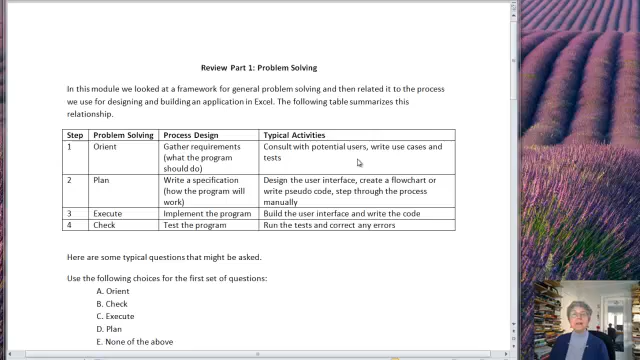 Review Part 1: Problem Solving
In this module we looked at a framework for general problem solving and then related it to the process
we use for designing and building an application in Excel. The following table summarizes this
relationship.
Step Problem Solving Process Design Typical Activities
1 Orient Gather requirements (what the program should do) Consult with potential users, write use cases and tests
2 Plan Write a specification (how the program will work) Design the user interface, create a flowchart or write pseudo code, step through the process manually
3 Execute Implement the program Build the user interface and write the code
4 Check Test the program Run the tests and correct any errors
Here are some typical questions that might be asked.
Use the following choices for the first set of questions:
A. Orient
B. Check
C. Execute
D. Plan
E. None of the above